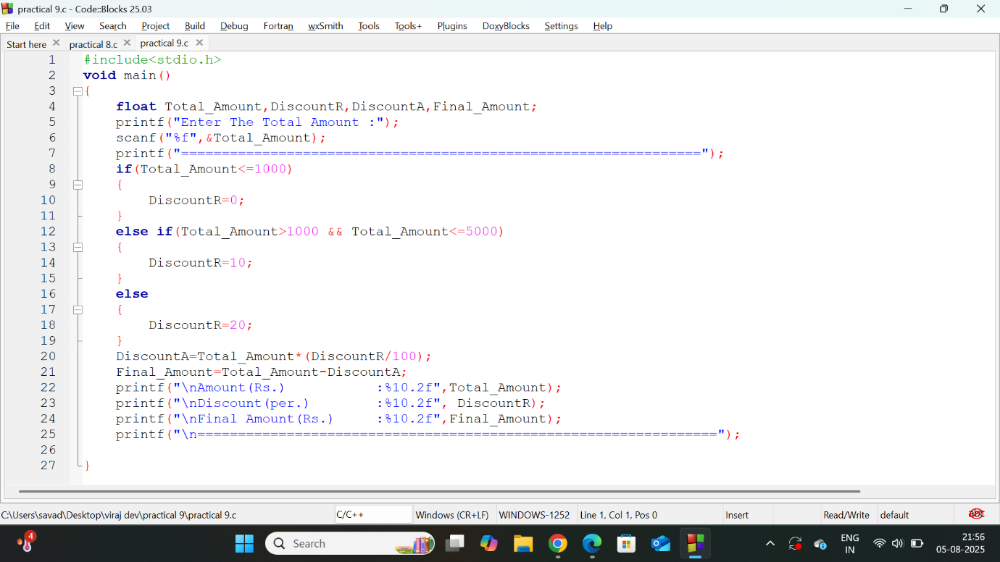 practical 9.c - Code::Blocks 25.03
File Edit View Search Project Build Debug Fortran wxSmith Tools Tools+ Plugins DoxyBlocks Settings Help
Start here practical 8.c practical 9.c
1 #include<stdio.h>
2 void main()
3 {
4     float Total_Amount,DiscountR,DiscountA,Final_Amount;
5     printf("Enter The Total Amount :");
6     scanf("%f",&Total_Amount);
7     printf("================================================================");
8     if(Total_Amount<=1000)
9     {
10         DiscountR=0;
11     }
12     else if(Total_Amount>1000 && Total_Amount<=5000)
13     {
14         DiscountR=10;
15     }
16     else
17     {
18         DiscountR=20;
19     }
20     DiscountA=Total_Amount*(DiscountR/100);
21     Final_Amount=Total_Amount-DiscountA;
22     printf("\nAmount(Rs.)           :%10.2f",Total_Amount);
23     printf("\nDiscount(per.)        :%10.2f", DiscountR);
24     printf("\nFinal Amount(Rs.)     :%10.2f",Final_Amount);
25     printf("\n================================================================");
26
27 }
C:\Users\savad\Desktop\viraj dev\practical 9\practical 9.c C/C++ Windows (CR+LF) WINDOWS-1252 Line 1, Col 1, Pos 0 Insert Read/Write default abc
4 Search ENG IN 21:56 05-08-2025